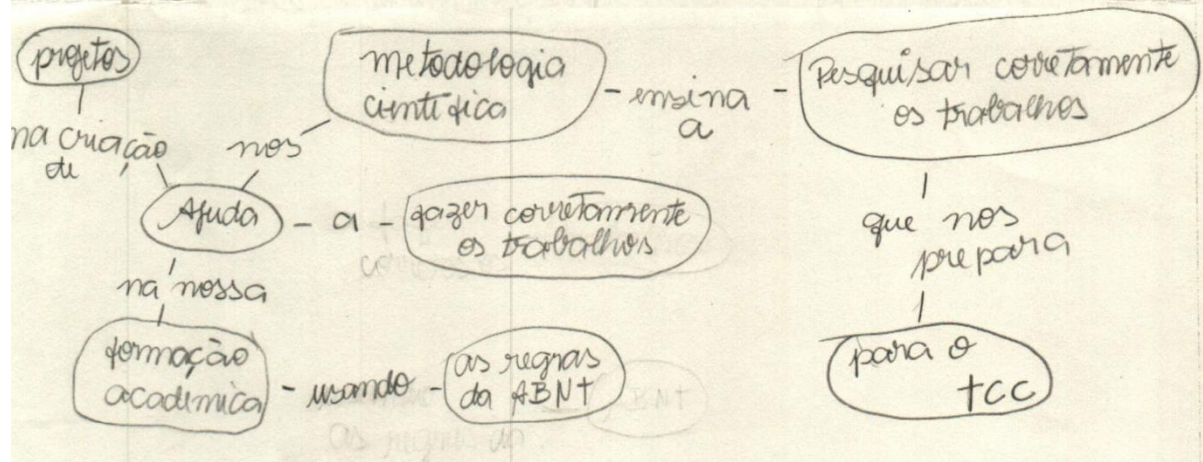 projetos
na criação
de
nos
metodologia
científica
ensina
a
Pesquisar corretamente
os trabalhos
Ajuda
a
fazer corretamente
os trabalhos
que nos
prepara
na nossa
formação
acadêmica
usando
as regras
da ABNT
para o
TCC